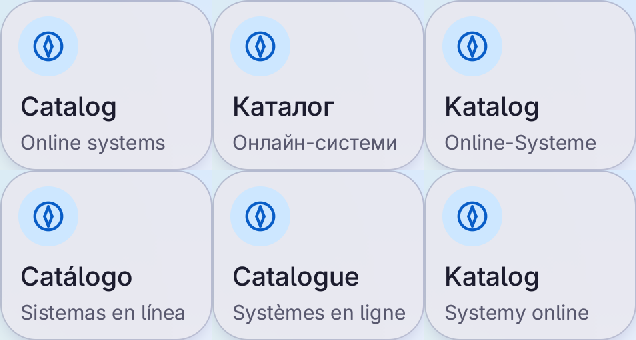 Catalog
Online systems
Каталог
Онлайн-системи
Katalog
Online-Systeme
Catálogo
Sistemas en línea
Catalogue
Systèmes en ligne
Katalog
Systemy online